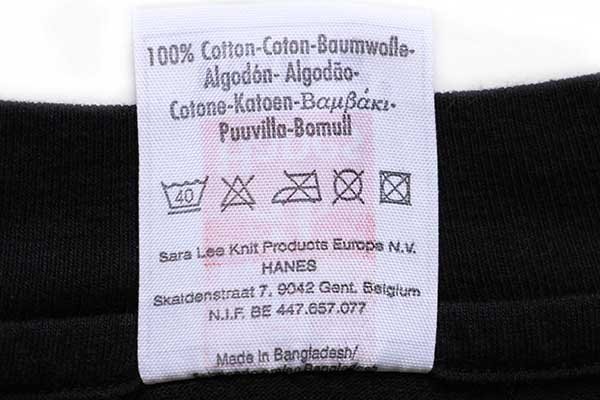 100% Cotton-Coton-Baumwolle-
Algodón- Algodão-
Cotone-Katoen-Βαμβάκι-
Puuvilla-Bomull
40
Sara Lee Knit Products Europe N.V.
HANES
Skaldenstraat 7, 9042 Gent. Belgium
N.I.F. BE 447.657.077
Made in Bangladesh/